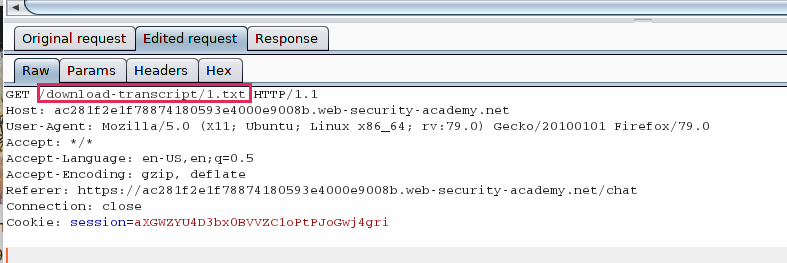 Original request Edited request Response
Raw Params Headers Hex
GET /download-transcript/1.txt HTTP/1.1
Host: ac281f2e1f78874180593e4000e9008b.web-security-academy.net
User-Agent: Mozilla/5.0 (X11; Ubuntu; Linux x86_64; rv:79.0) Gecko/20100101 Firefox/79.0
Accept: */*
Accept-Language: en-US,en;q=0.5
Accept-Encoding: gzip, deflate
Referer: https://ac281f2e1f78874180593e4000e9008b.web-security-academy.net/chat
Connection: close
Cookie: session=aXGWZYU4D3bxOBVVZC1oPtPJoGwj4gri